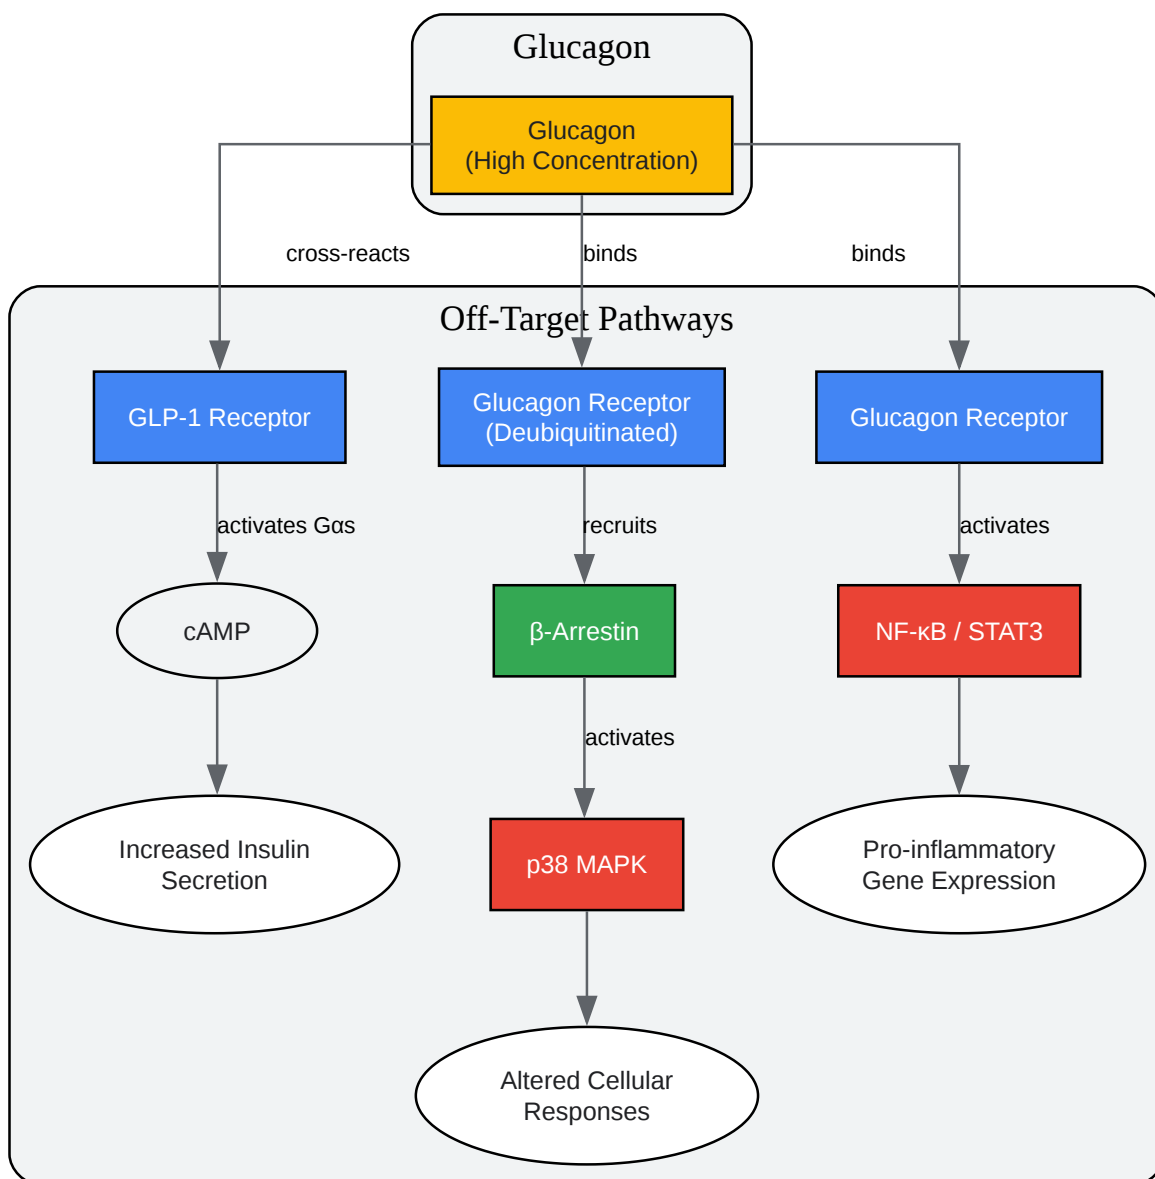 Glucagon
Glucagon
(High Concentration)
cross-reacts
binds
binds
Off-Target Pathways
GLP-1 Receptor
Glucagon Receptor
(Deubiquitinated)
Glucagon Receptor
activates Gαs
recruits
activates
cAMP
β-Arrestin
NF-κB / STAT3
activates
Increased Insulin
Secretion
p38 MAPK
Pro-inflammatory
Gene Expression
Altered Cellular
Responses